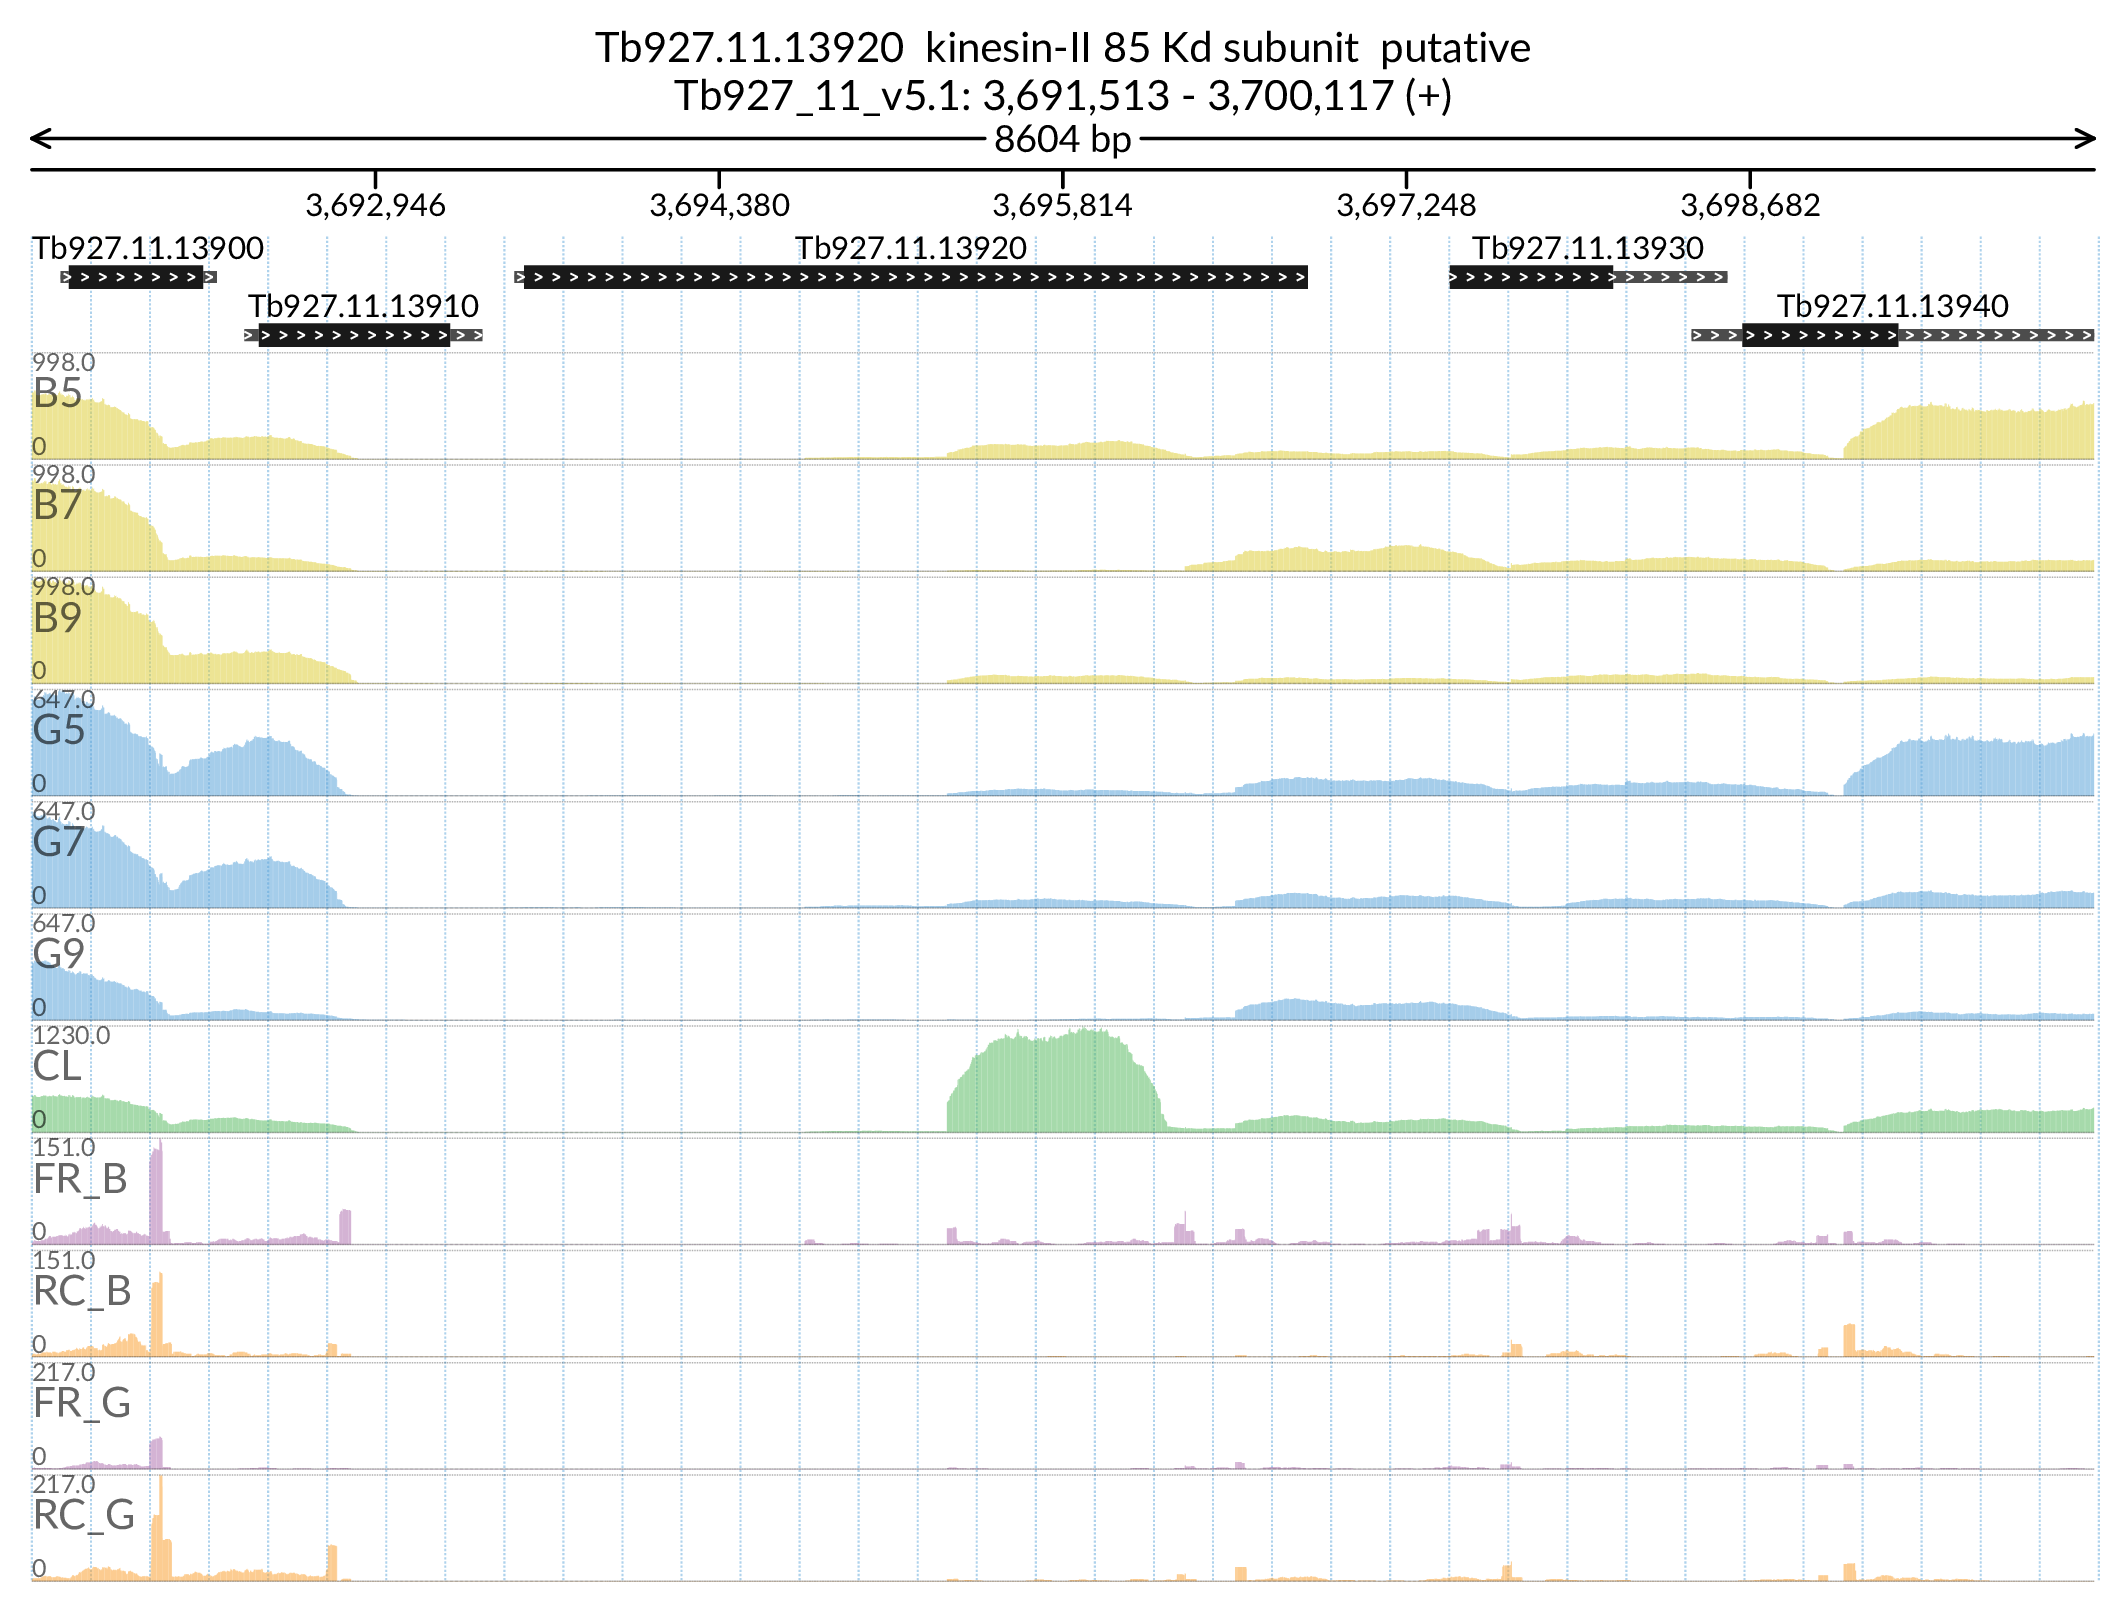 Tb927.11.13920 kinesin-II 85 Kd subunit putative
Tb927_11_v5.1: 3,691,513 - 3,700,117 (+)
8604 bp
3,692,946 3,694,380 3,695,814 3,697,248 3,698,682
Tb927.11.13900 Tb927.11.13920 Tb927.11.13930
Tb927.11.13910 Tb927.11.13940
998.0
B5
0
998.0
B7
0
998.0
B9
0
647.0
G5
0
647.0
G7
0
647.0
G9
0
1230.0
CL
0
151.0
FR_B
0
151.0
RC_B
0
217.0
FR_G
0
217.0
RC_G
0